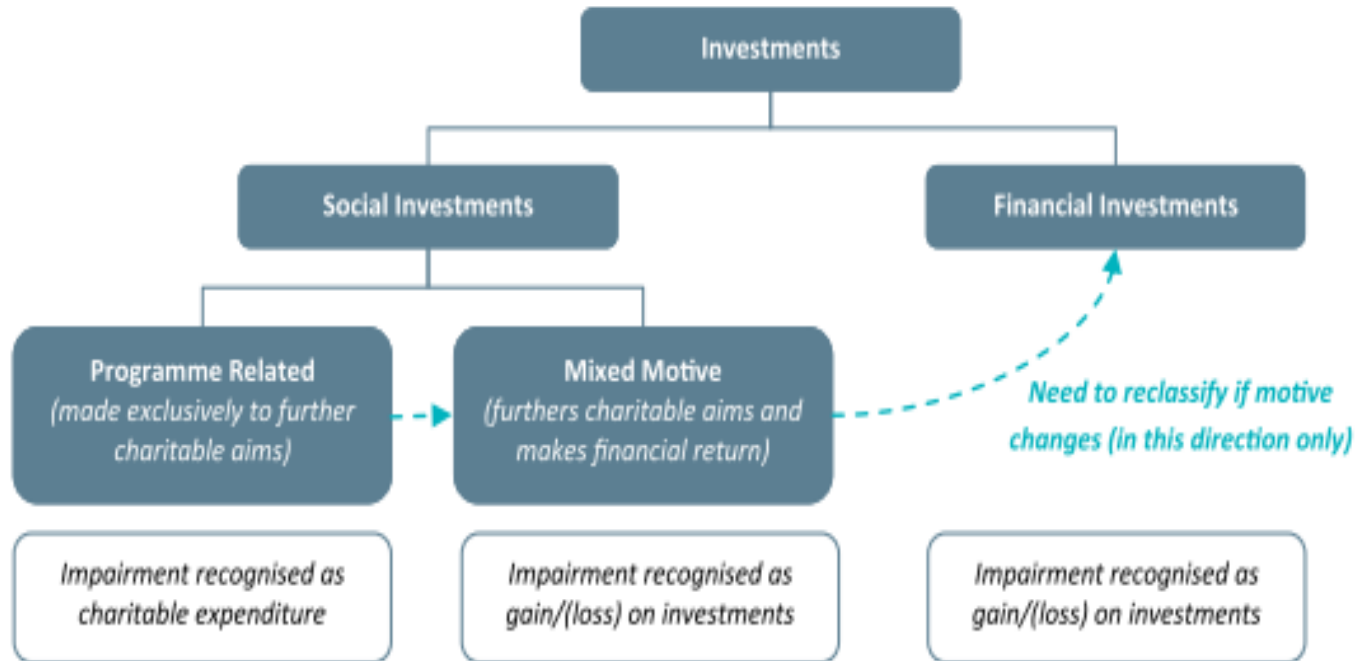 Investments
Social Investments
Financial Investments
Programme Related
(made exclusively to further
charitable aims)
Mixed Motive
(furthers charitable aims and
makes financial return)
Need to reclassify if motive
changes (in this direction only)
Impairment recognised as
charitable expenditure
Impairment recognised as
gain/(loss) on investments
Impairment recognised as
gain/(loss) on investments